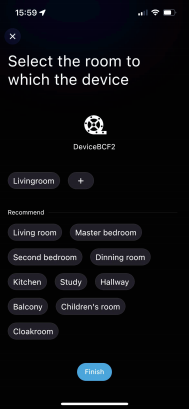 15:59
Select the room to
which the device
DeviceBCF2
Livingroom +
Recommend
Living room Master bedroom
Second bedroom Dinning room
Kitchen Study Hallway
Balcony Children's room
Cloakroom
Finish